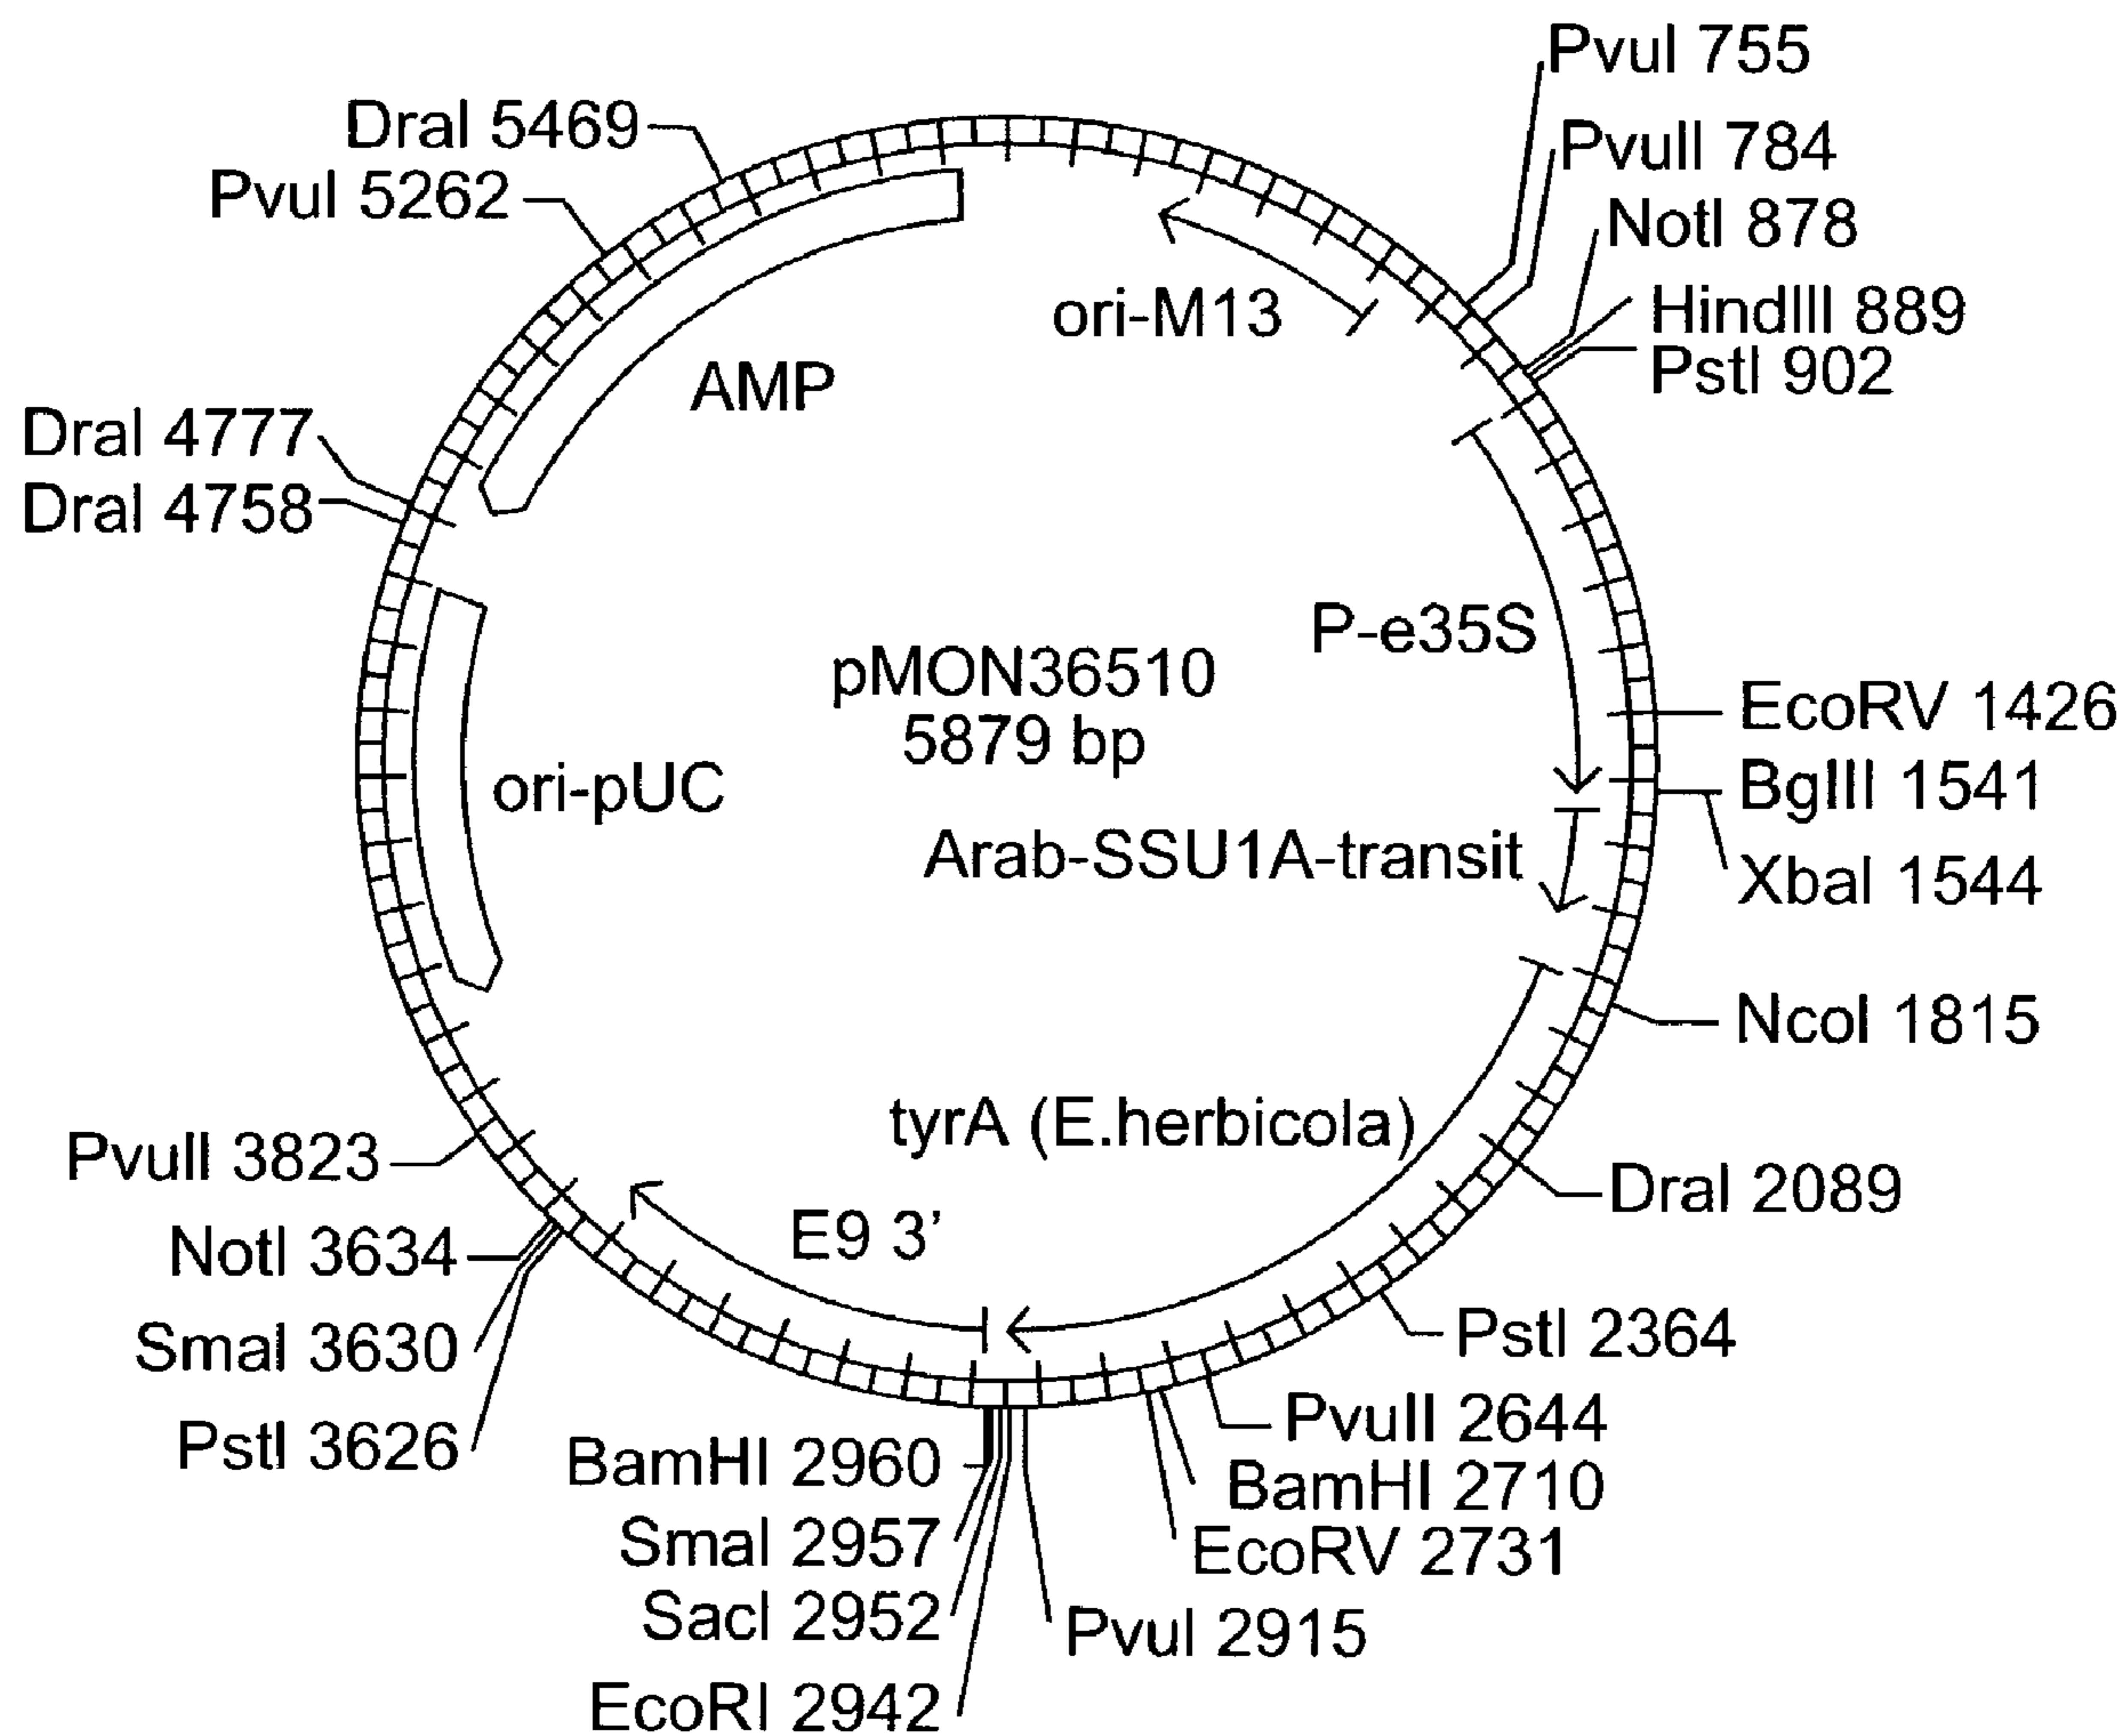 PvuI 755
DraI 5469
PvuII 784
PvuI 5262
NotI 878
HindIII 889
ori-M13
PstI 902
AMP
DraI 4777
DraI 4758
P-e35S
pMON36510
5879 bp
EcoRV 1426
BglII 1541
ori-pUC
Arab-SSU1A-transit
XbaI 1544
NcoI 1815
tyrA (E.herbicola)
PvuII 3823
DraI 2089
E9 3’
NotI 3634
SmaI 3630
PstI 2364
PstI 3626
PvuII 2644
BamHI 2960
BamHI 2710
SmaI 2957
EcoRV 2731
SacI 2952
PvuI 2915
EcoRI 2942